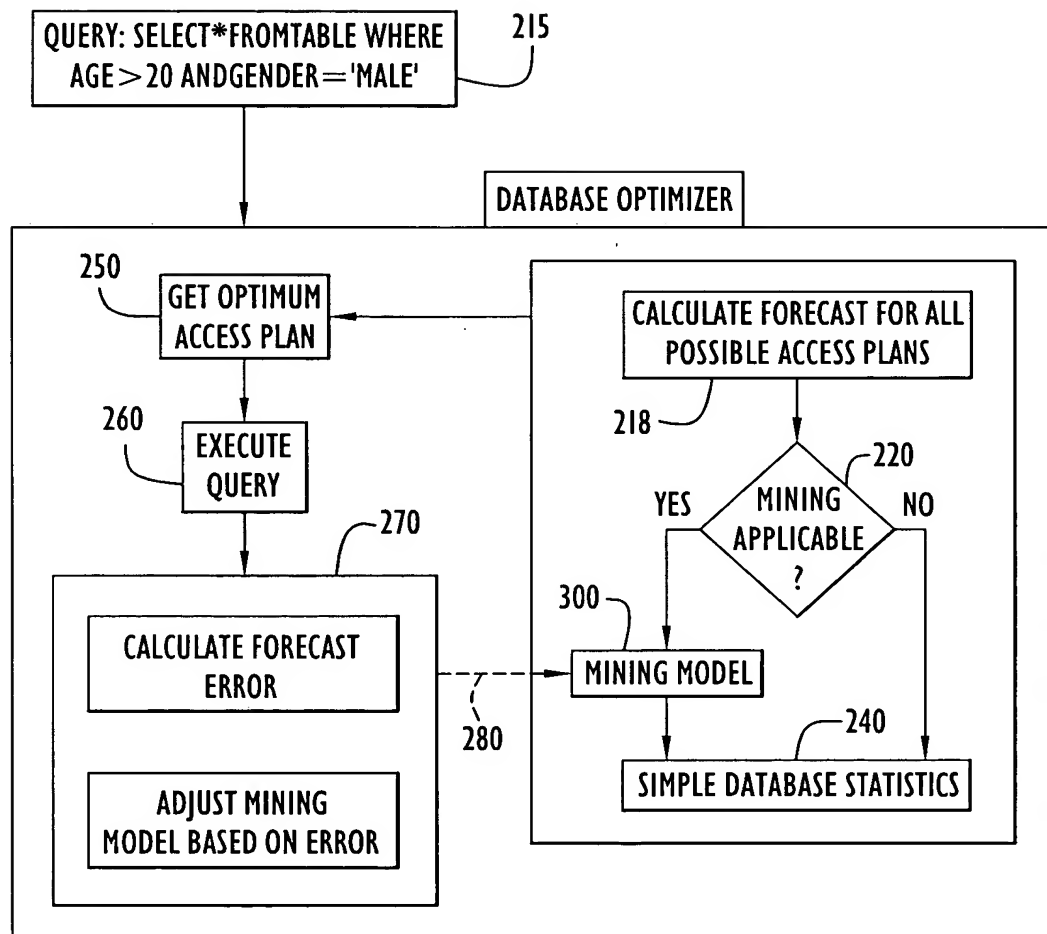 QUERY: SELECT*FROMTABLE WHERE
AGE>20 ANDGENDER='MALE'
215
DATABASE OPTIMIZER
250
GET OPTIMUM
ACCESS PLAN
CALCULATE FORECAST FOR ALL
POSSIBLE ACCESS PLANS
218
260
EXECUTE
QUERY
220
YES
MINING
APPLICABLE
?
NO
270
300
CALCULATE FORECAST
ERROR
MINING MODEL
280
240
SIMPLE DATABASE STATISTICS
ADJUST MINING
MODEL BASED ON ERROR